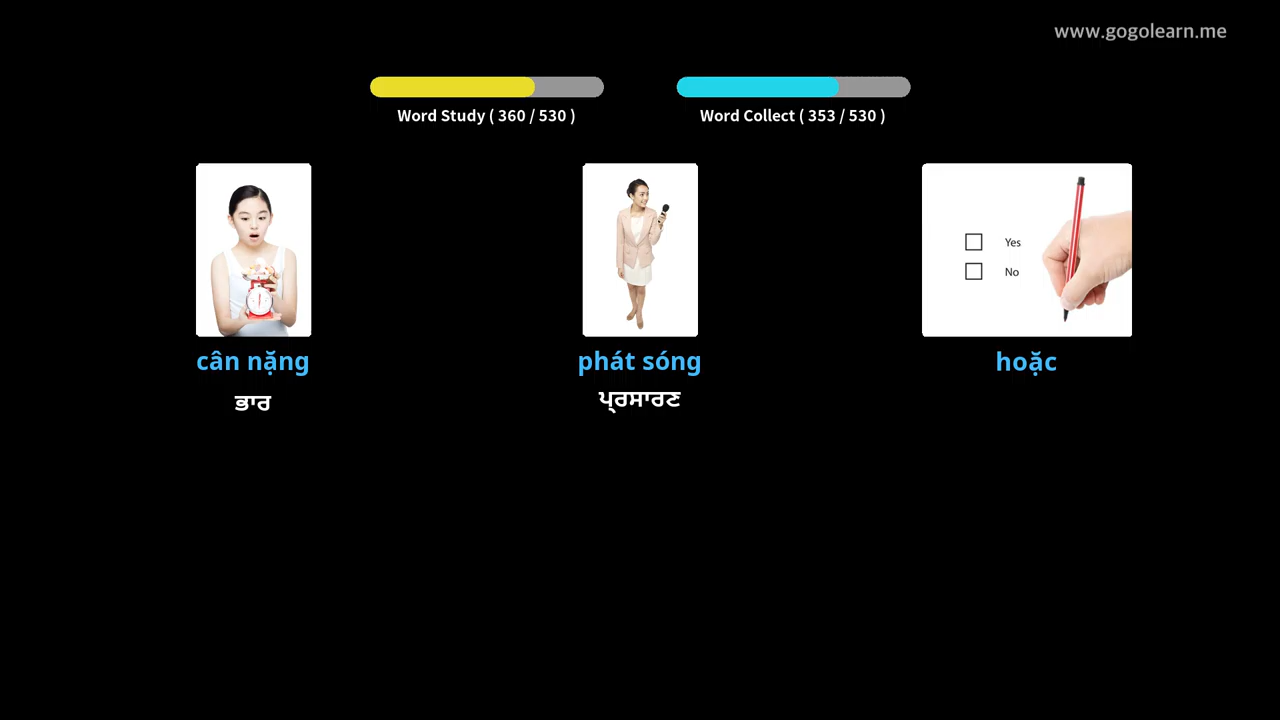 www.gogolearn.me
Word Study ( 360 / 530 )
Word Collect ( 353 / 530 )
Yes
No
cân nặng
phát sóng
hoặc
ਭਾਰ
ਪ੍ਰਸਾਰਣ